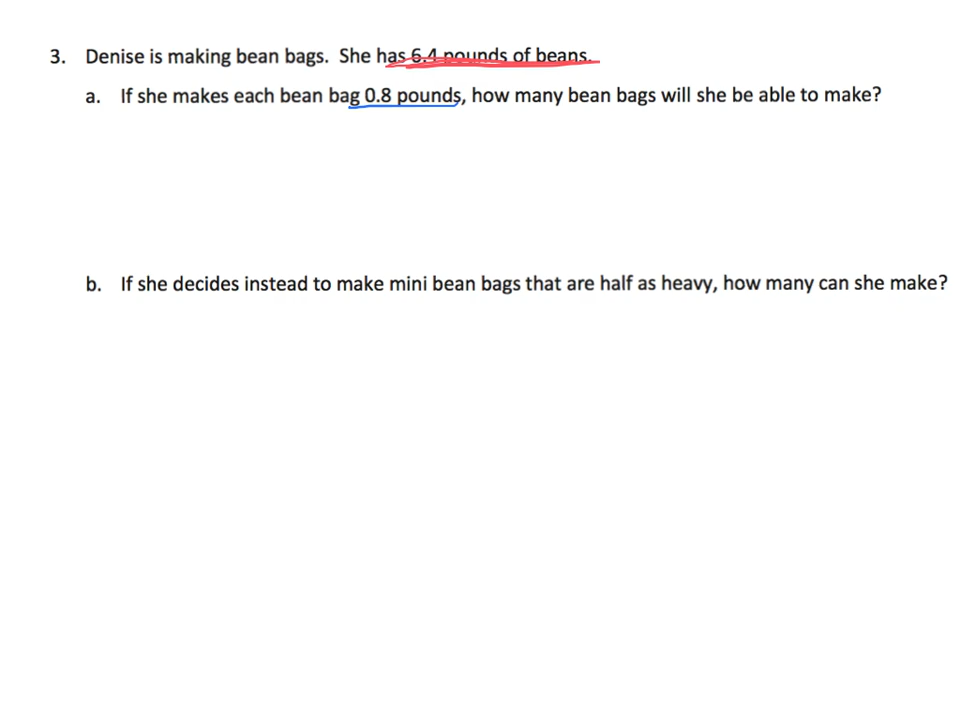 3. Denise is making bean bags. She has 6.4 pounds of beans.
a. If she makes each bean bag 0.8 pounds, how many bean bags will she be able to make?
b. If she decides instead to make mini bean bags that are half as heavy, how many can she make?